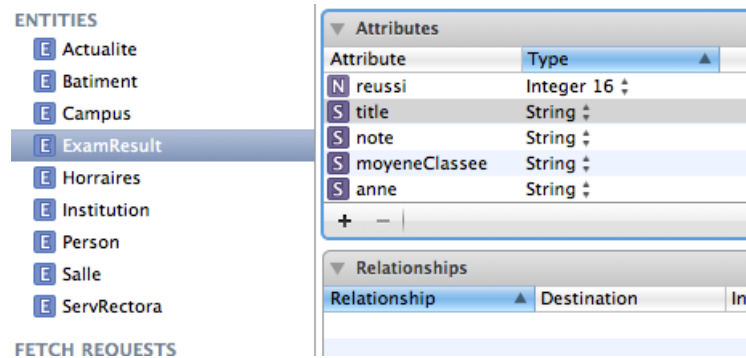 ENTITIES
E Actualite
E Batiment
E Campus
E ExamResult
E Horraires
E Institution
E Person
E Salle
E ServRectora
FETCH REQUESTS
Attributes
Attribute Type
N reussi Integer 16
S title String
S note String
S moyeneClassee String
S anne String
+ −
Relationships
Relationship Destination In